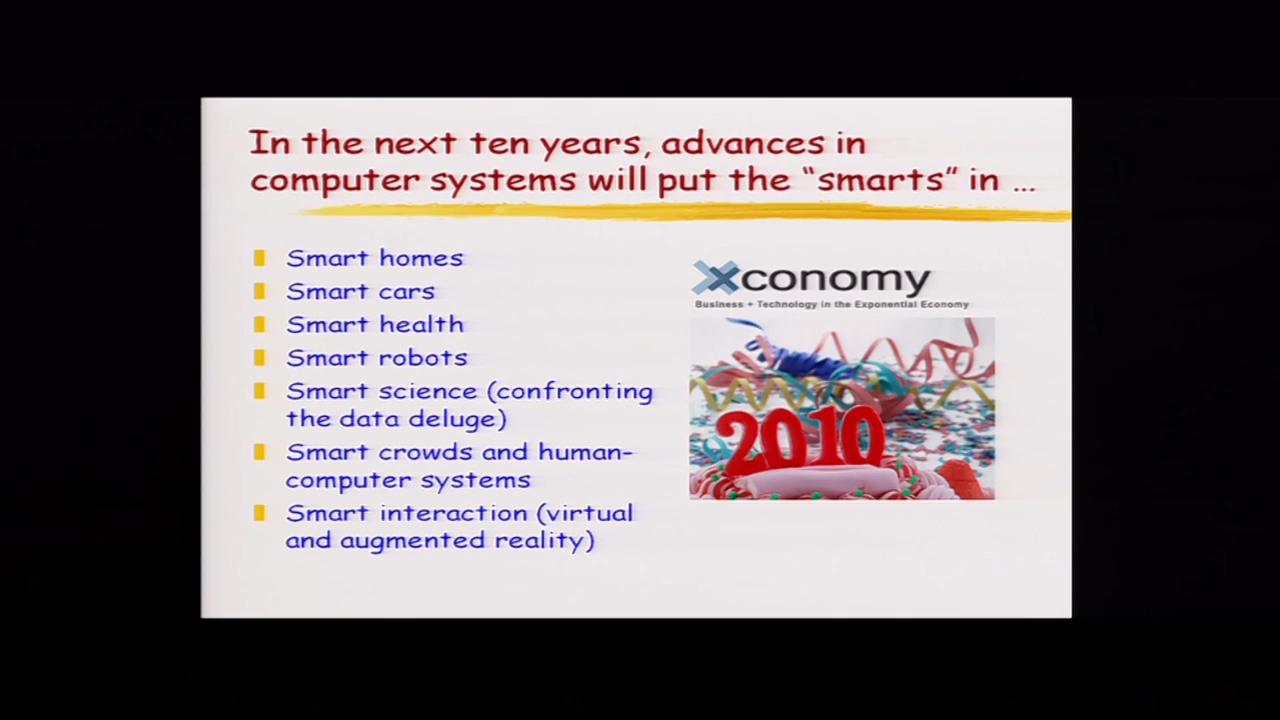 In the next ten years, advances in
computer systems will put the “smarts” in ...
Smart homes
Smart cars
Smart health
Smart robots
Smart science (confronting
the data deluge)
Smart crowds and human-
computer systems
Smart interaction (virtual
and augmented reality)
xconomy
Business + Technology in the Exponential Economy
2010